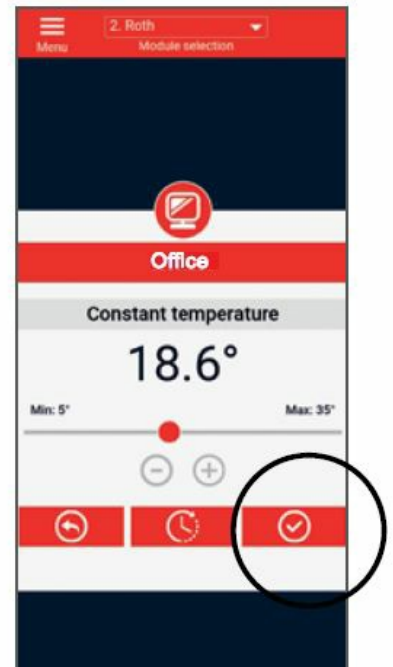 2. Roth
Menu
Module selection
Office
Constant temperature
18.6°
Min: 5°
Max: 35°